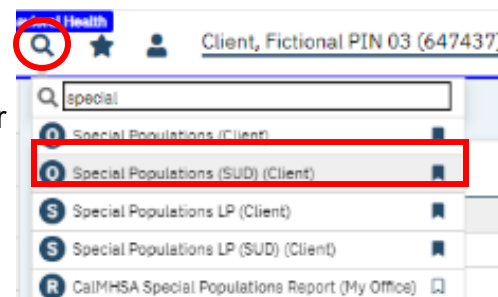 Health
Client, Fictional PIN 03 (647437)
special
r
O Special Populations (Client)
O Special Populations (SUD) (Client)
S Special Populations LP (Client)
S Special Populations LP (SUD) (Client)
R CalMHSA Special Populations Report (My Office)